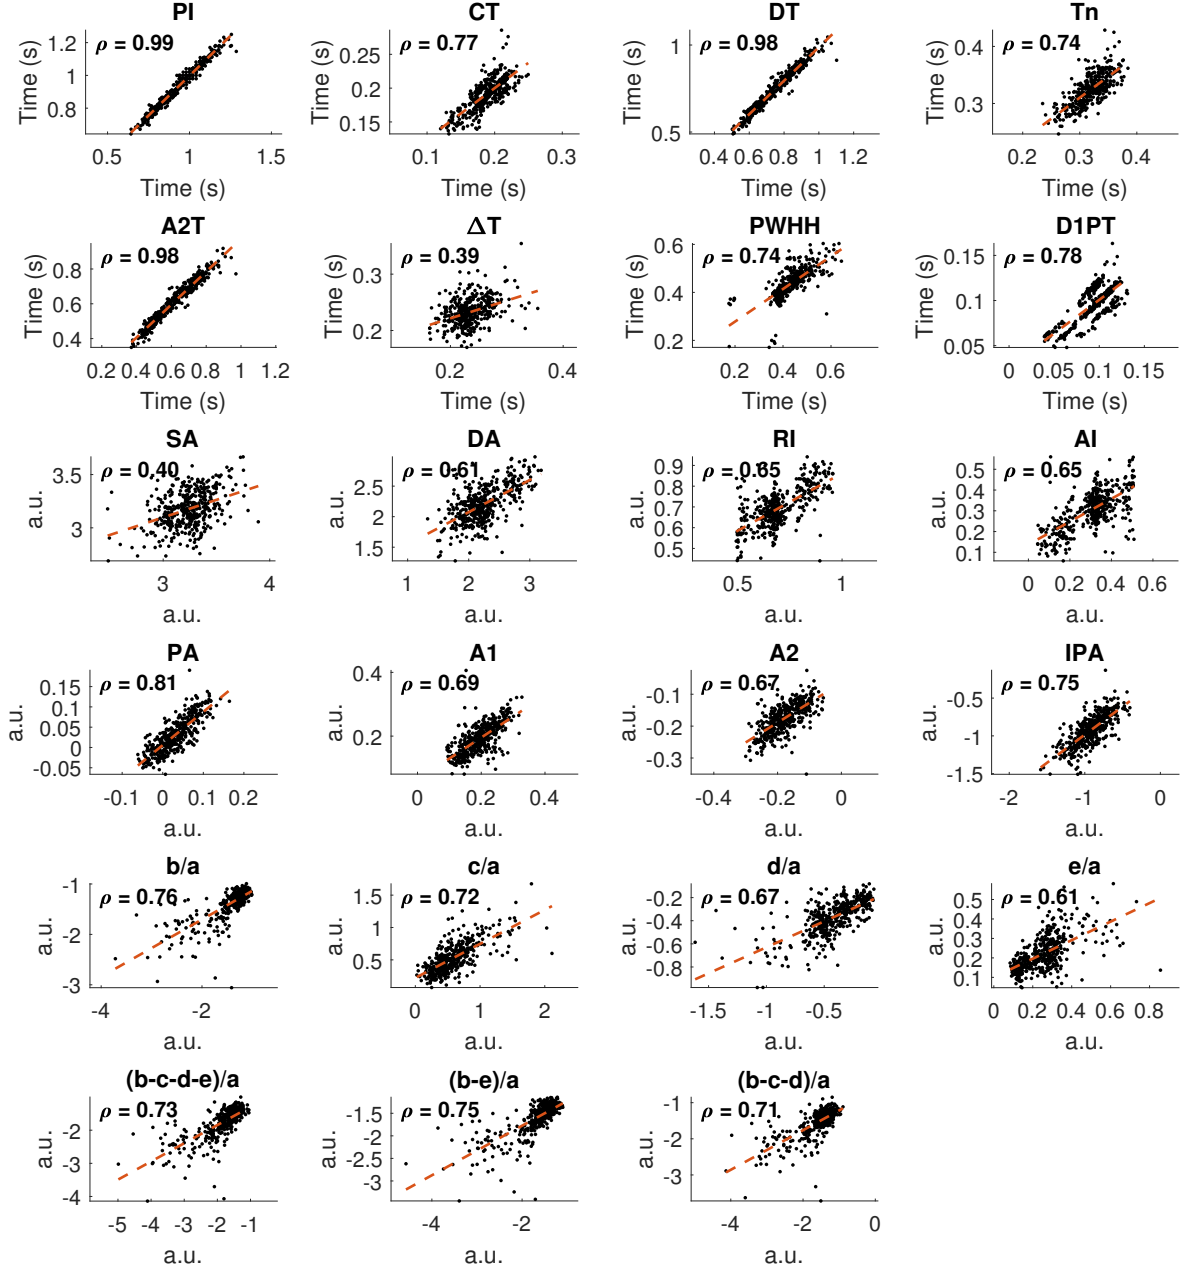 PI CT DT Tn
ρ = 0.99 ρ = 0.77 ρ = 0.98 ρ = 0.74
Time (s) Time (s) Time (s) Time (s)
1.2 1 0.8
0.25 0.2 0.15
1 0.5
0.4 0.3
0.5 1 1.5 0.1 0.2 0.3 0.4 0.6 0.8 1 1.2 0.2 0.3 0.4
Time (s) Time (s) Time (s) Time (s)
A2T ΔT PWHH D1PT
ρ = 0.98 ρ = 0.39 ρ = 0.74 ρ = 0.78
Time (s) Time (s) Time (s) Time (s)
0.8 0.6 0.4
0.3 0.2
0.6 0.4 0.2
0.15 0.1 0.05
0.2 0.4 0.6 0.8 1 1.2 0.2 0.4 0.2 0.4 0.6 0 0.05 0.1 0.15
Time (s) Time (s) Time (s) Time (s)
SA DA RI AI
ρ = 0.40 ρ = 0.61 ρ = 0.65 ρ = 0.65
a.u. a.u. a.u. a.u.
3.5 3
2.5 2 1.5
0.9 0.8 0.7 0.6 0.5
0.5 0.4 0.3 0.2 0.1
3 4 1 2 3 0.5 1 0 0.2 0.4 0.6
a.u. a.u. a.u. a.u.
PA A1 A2 IPA
ρ = 0.81 ρ = 0.69 ρ = 0.67 ρ = 0.75
a.u. a.u. a.u. a.u.
0.15 0.1 0.05 0 -0.05
0.4 0.2
-0.1 -0.2 -0.3
-0.5 -1 -1.5
-0.1 0 0.1 0.2 0 0.2 0.4 -0.4 -0.2 0 -2 -1 0
a.u. a.u. a.u. a.u.
b/a c/a d/a e/a
ρ = 0.76 ρ = 0.72 ρ = 0.67 ρ = 0.61
a.u. a.u. a.u. a.u.
-1 -2 -3
1.5 1 0.5
-0.2 -0.4 -0.6 -0.8
0.5 0.4 0.3 0.2 0.1
-4 -2 0 1 2 -1.5 -1 -0.5 0 0.2 0.4 0.6 0.8
a.u. a.u. a.u. a.u.
(b-c-d-e)/a (b-e)/a (b-c-d)/a
ρ = 0.73 ρ = 0.75 ρ = 0.71
a.u. a.u. a.u.
-2 -3 -4
-1.5 -2 -2.5 -3
-1 -2 -3
-5 -4 -3 -2 -1 -4 -2 -4 -2 0
a.u. a.u. a.u.